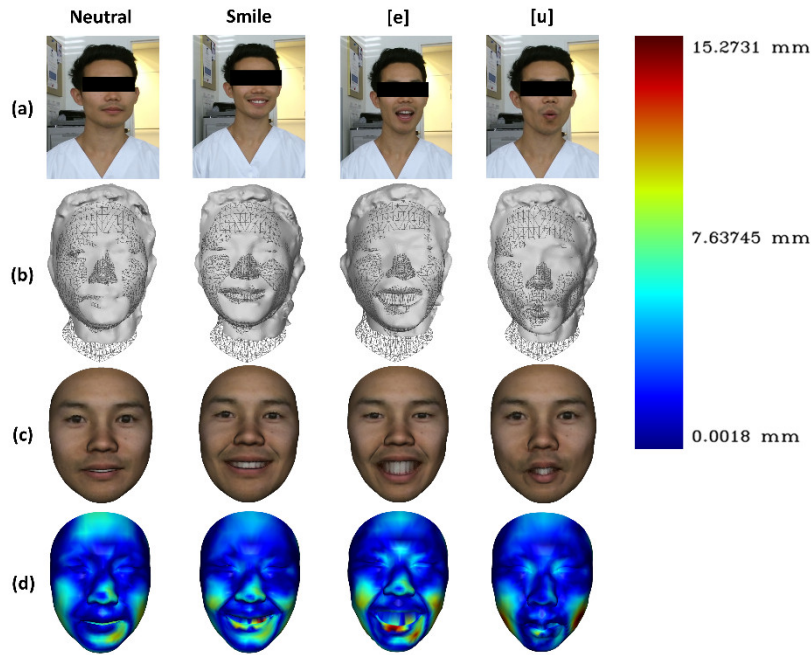 Neutral Smile [e] [u]
15.2731 mm
(a)
7.63745 mm
(b)
0.0018 mm
(c)
(d)